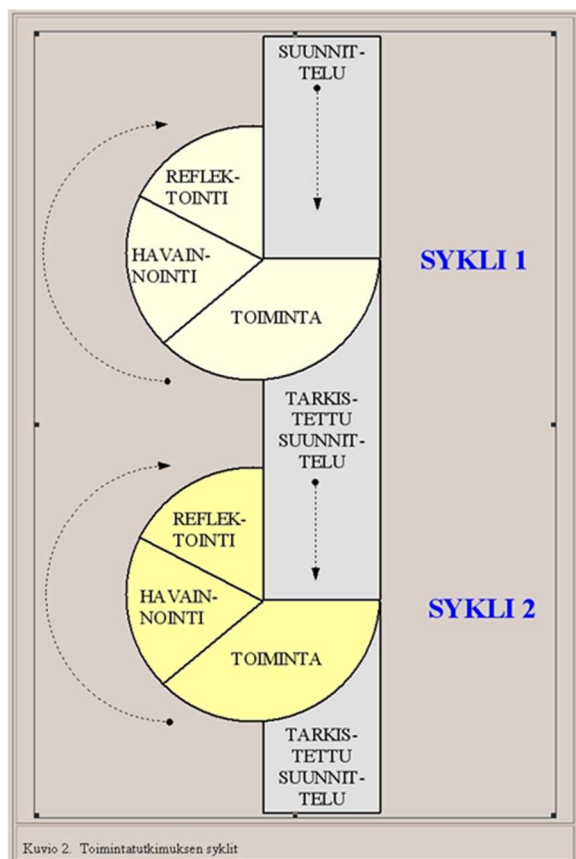 SUUNNIT-
TELU
REFLEK-
TOINTI
HAVAIN-
NOINTI
TOIMINTA
SYKLI 1
TARKIS-
TETTU
SUUNNIT-
TELU
REFLEK-
TOINTI
HAVAIN-
NOINTI
TOIMINTA
SYKLI 2
TARKIS-
TETTU
SUUNNIT-
TELU
Kuvio 2. Toimintatutkimuksen syklit